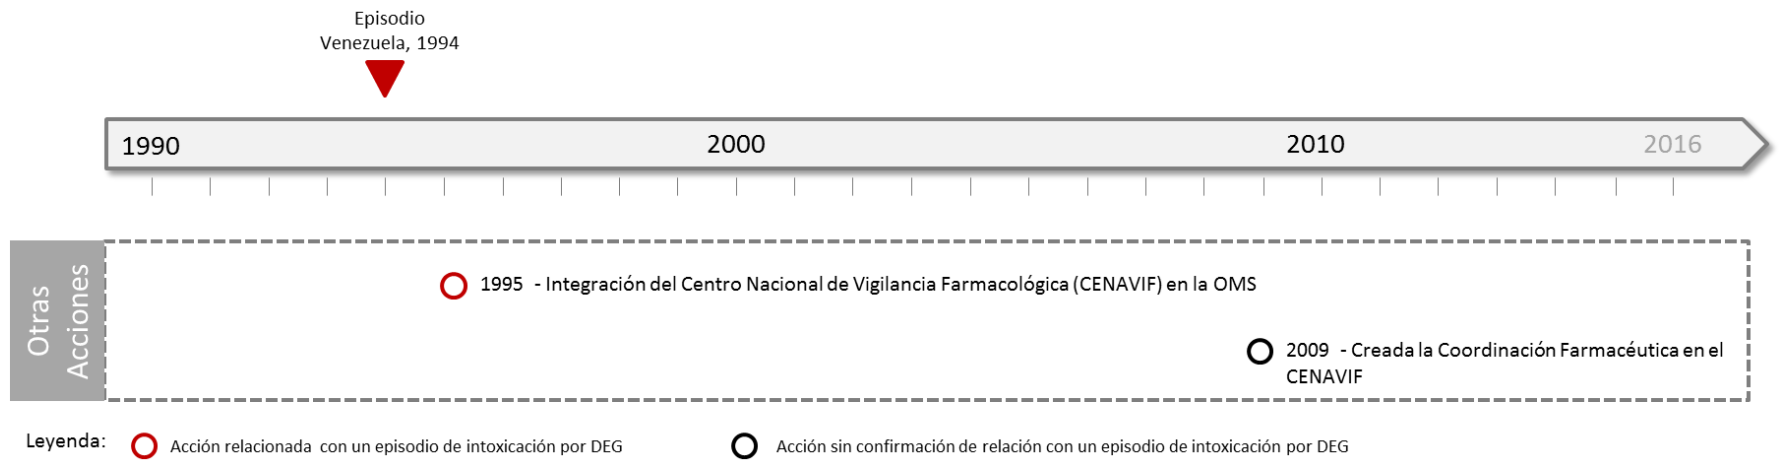 Episodio
Venezuela, 1994
1990
2000
2010
2016
Otras
Acciones
1995 - Integración del Centro Nacional de Vigilancia Farmacológica (CENAVIF) en la OMS
2009 - Creada la Coordinación Farmacéutica en el
CENAVIF
Leyenda:
Acción relacionada con un episodio de intoxicación por DEG
Acción sin confirmación de relación con un episodio de intoxicación por DEG